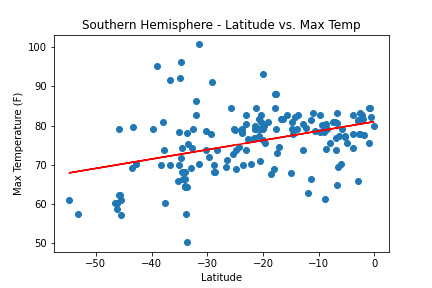 Southern Hemisphere - Latitude vs. Max Temp
Max Temperature (F)
100
90
80
70
60
50
−50 −40 −30 −20 −10 0
Latitude